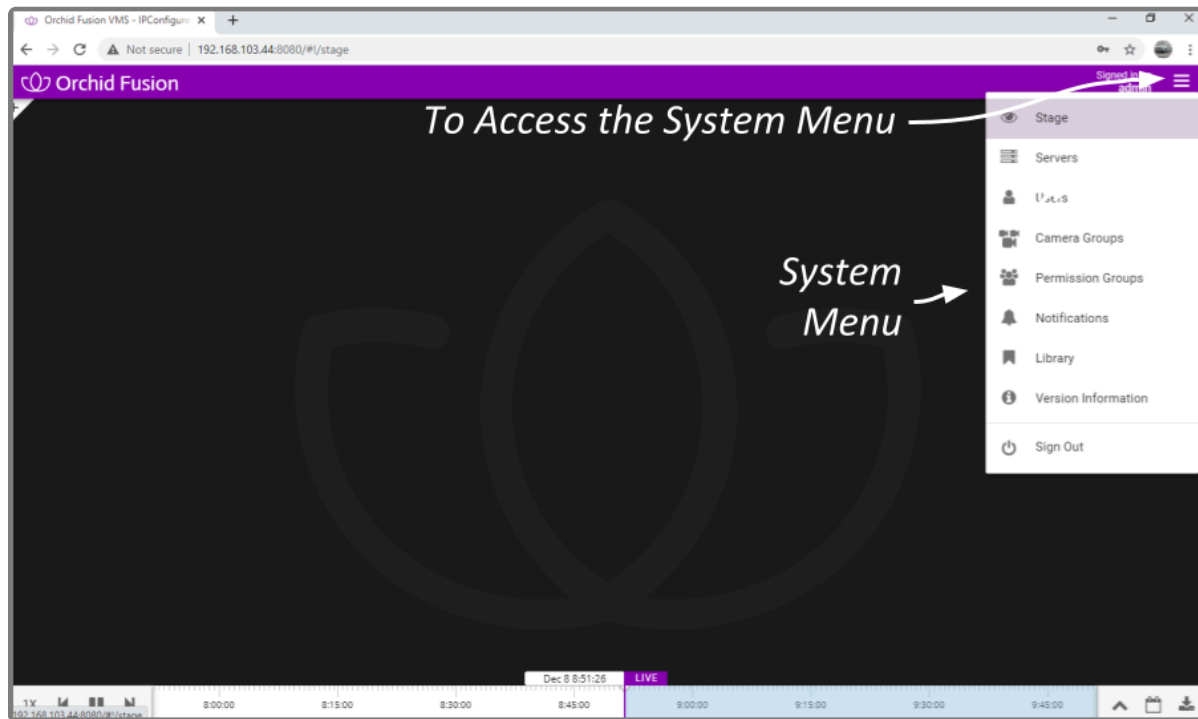 Orchid Fusion VMS - IPConfigure
Not secure | 192.168.103.44:8080/#!/stage
Orchid Fusion
Signed in
admin
To Access the System Menu
Stage
Servers
Users
Camera Groups
System
Menu
Permission Groups
Notifications
Library
Version Information
Sign Out
Dec 8 8:51:26 LIVE
1X 8:00:00 8:15:00 8:30:00 8:45:00 9:00:00 9:15:00 9:30:00 9:45:00
192.168.103.44:8080/#!/stage